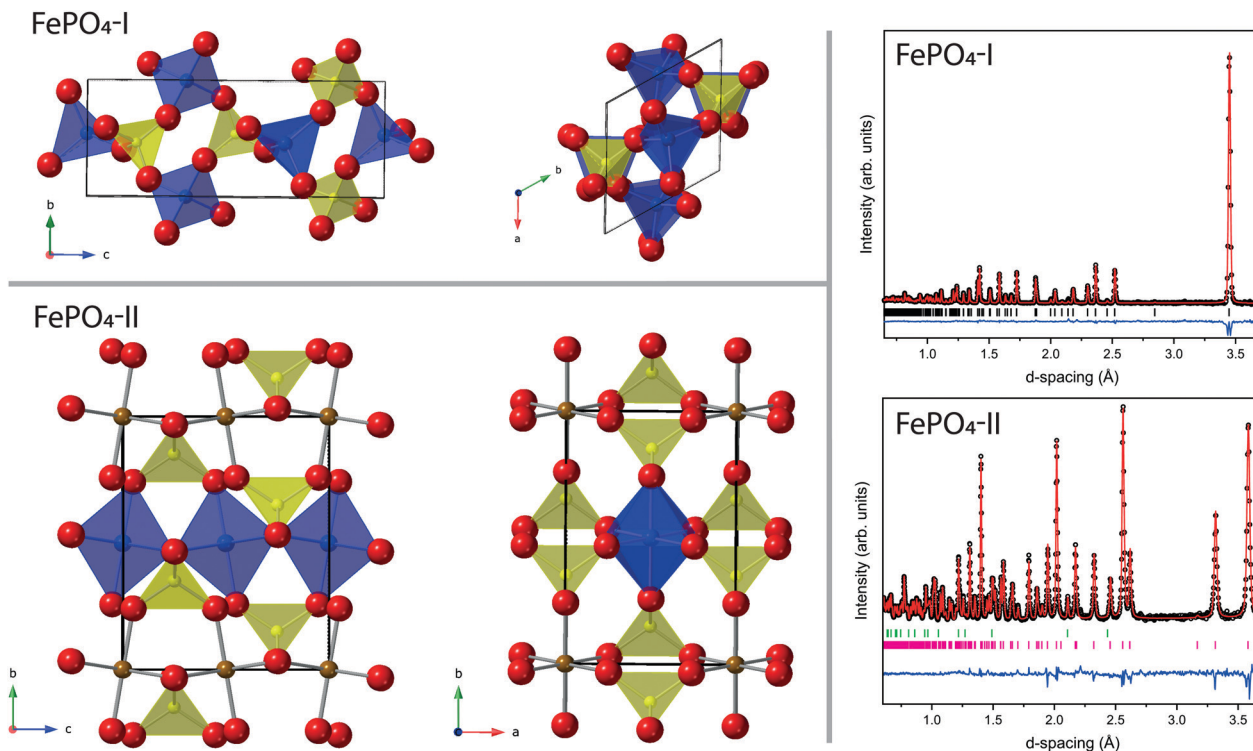 FePO₄-I
b
c
b
a
FePO₄-II
b
c
b
a
FePO₄-I
Intensity (arb. units)
1.0 1.5 2.0 2.5 3.0 3.5
d-spacing (Å)
FePO₄-II
Intensity (arb. units)
1.0 1.5 2.0 2.5 3.0 3.5
d-spacing (Å)